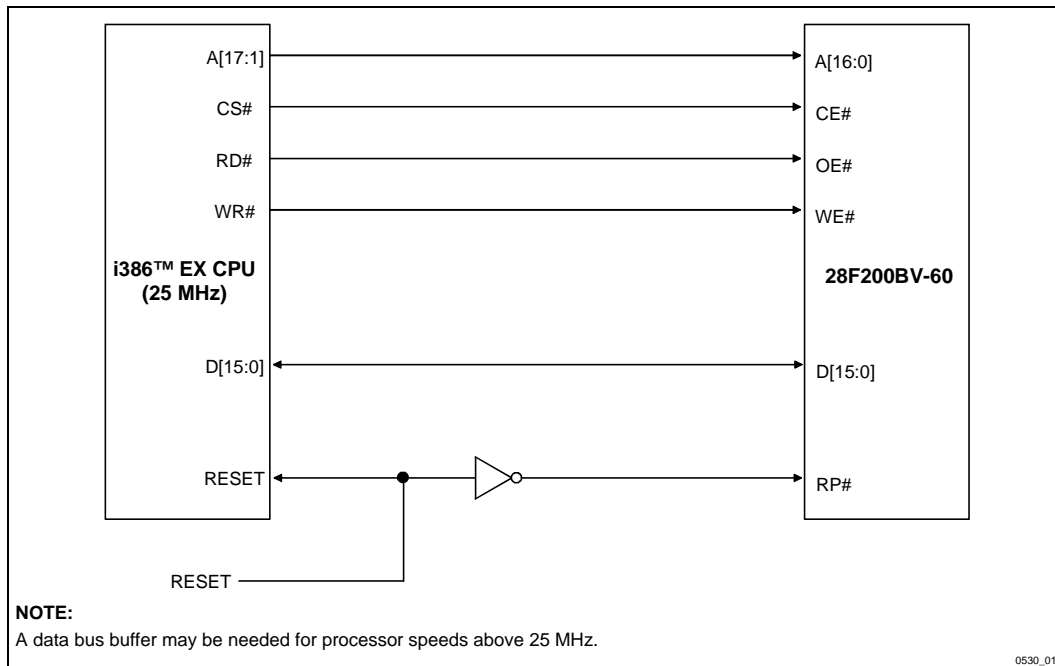 A[17:1]
A[16:0]
CS#
CE#
RD#
OE#
WR#
WE#
i386™ EX CPU
(25 MHz)
28F200BV-60
D[15:0]
D[15:0]
RESET
RP#
RESET
NOTE:
A data bus buffer may be needed for processor speeds above 25 MHz.
0530_01